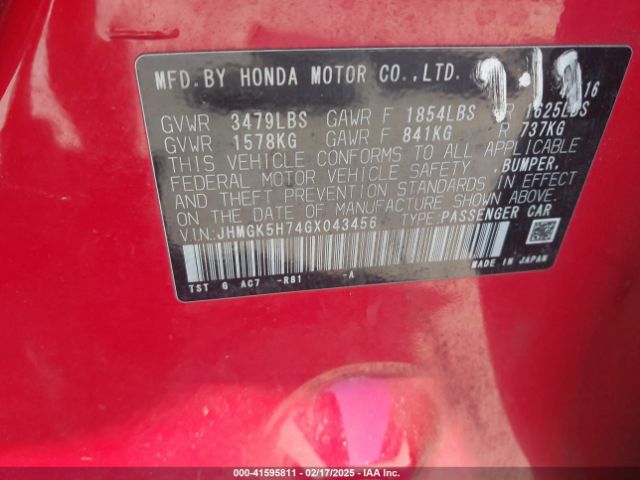 MFD. BY HONDA MOTOR CO., LTD. 16
GVWR 3479LBS GAWR F 1854LBS R 1625LBS
GVWR 1578KG GAWR F 841KG R 737KG
THIS VEHICLE CONFORMS TO ALL APPLICABLE
FEDERAL MOTOR VEHICLE SAFETY, BUMPER,
AND THEFT PREVENTION STANDARDS IN EFFECT
ON THE DATE OF MANUFACTURE SHOWN ABOVE.
VIN: JHMGK5H74GX043456 TYPE: PASSENGER CAR
TST G AC7 -R81 -A MADE IN JAPAN
000-41595811 - 02/17/2025 - IAA Inc.